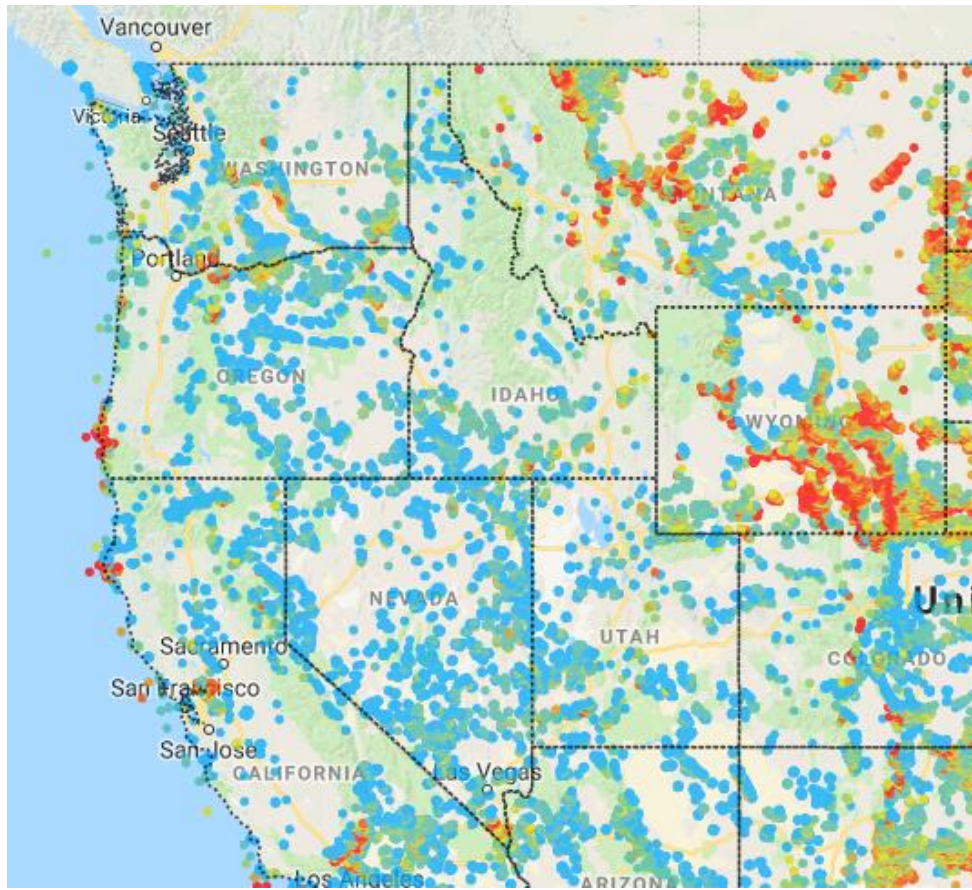 Vancouver
Victoria
Seattle
WASHINGTON
MONTANA
Portland
OREGON
IDAHO
WYOMING
NEVADA
Uni
Sacramento
UTAH
COLORADO
San Francisco
San Jose
CALIFORNIA
Las Vegas
Los Angeles
ARIZONA